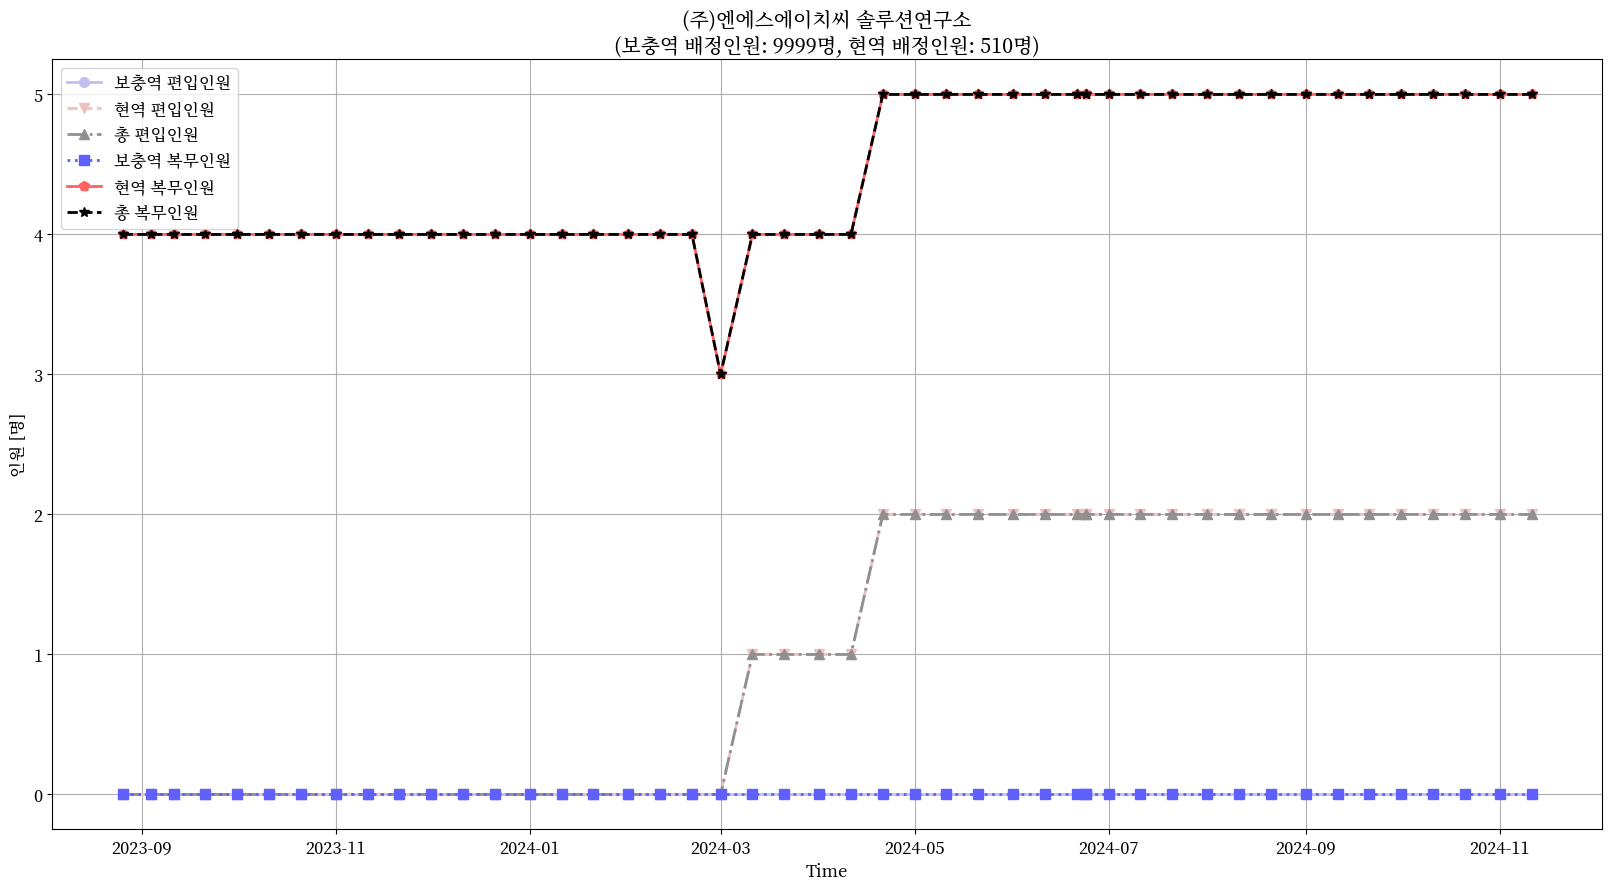 (주)엔에스에이치씨 솔루션연구소
(보충역 배정인원: 9999명, 현역 배정인원: 510명)
보충역 편입인원
현역 편입인원
총 편입인원
보충역 복무인원
현역 복무인원
총 복무인원
5
4
3
2
1
0
인원 [명]
2023-09
2023-11
2024-01
2024-03
2024-05
2024-07
2024-09
2024-11
Time